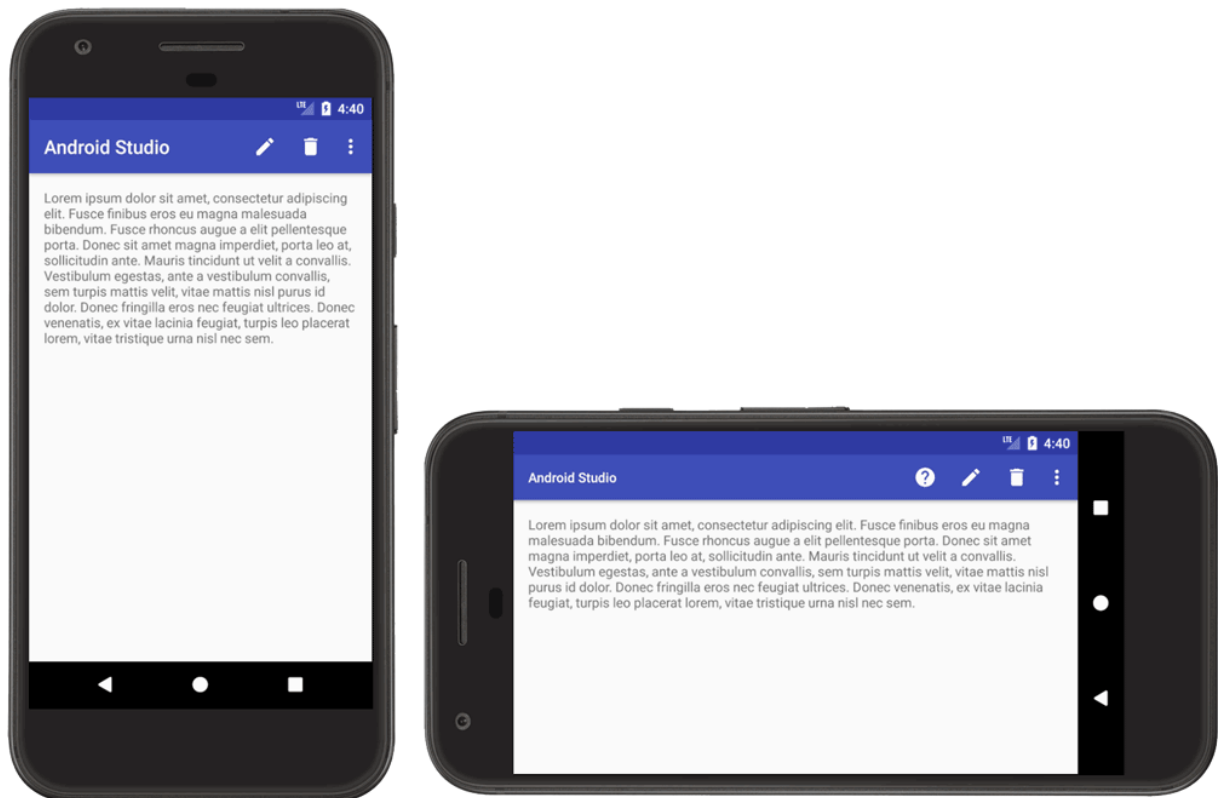 LTE 4:40
Android Studio
Lorem ipsum dolor sit amet, consectetur adipiscing
elit. Fusce finibus eros eu magna malesuada
bibendum. Fusce rhoncus augue a elit pellentesque
porta. Donec sit amet magna imperdiet, porta leo at,
sollicitudin ante. Mauris tincidunt ut velit a convallis.
Vestibulum egestas, ante a vestibulum convallis,
sem turpis mattis velit, vitae mattis nisl purus id
dolor. Donec fringilla eros nec feugiat ultrices. Donec
venenatis, ex vitae lacinia feugiat, turpis leo placerat
lorem, vitae tristique urna nisl nec sem.
LTE 4:40
Android Studio ?
Lorem ipsum dolor sit amet, consectetur adipiscing elit. Fusce finibus eros eu magna
malesuada bibendum. Fusce rhoncus augue a elit pellentesque porta. Donec sit amet
magna imperdiet, porta leo at, sollicitudin ante. Mauris tincidunt ut velit a convallis.
Vestibulum egestas, ante a vestibulum convallis, sem turpis mattis velit, vitae mattis nisl
purus id dolor. Donec fringilla eros nec feugiat ultrices. Donec venenatis, ex vitae lacinia
feugiat, turpis leo placerat lorem, vitae tristique urna nisl nec sem.